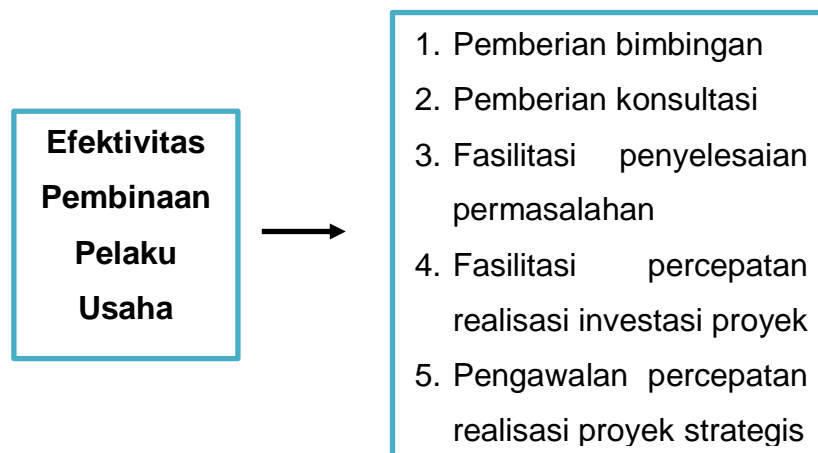 Efektivitas
Pembinaan
Pelaku
Usaha
1. Pemberian bimbingan
2. Pemberian konsultasi
3. Fasilitasi penyelesaian
permasalahan
4. Fasilitasi percepatan
realisasi investasi proyek
5. Pengawalan percepatan
realisasi proyek strategis